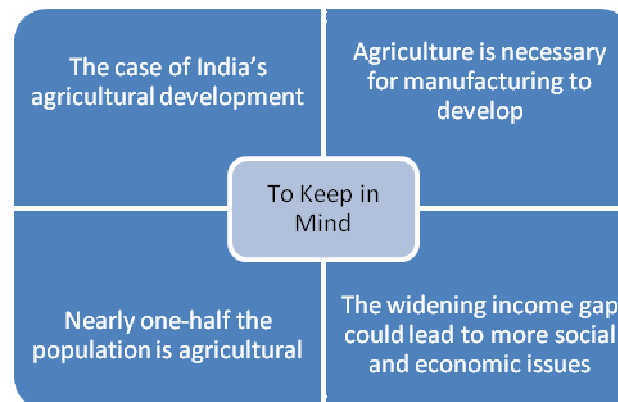 The case of India's
agricultural development
Agriculture is necessary
for manufacturing to
develop
To Keep in
Mind
Nearly one-half the
population is agricultural
The widening income gap
could lead to more social
and economic issues